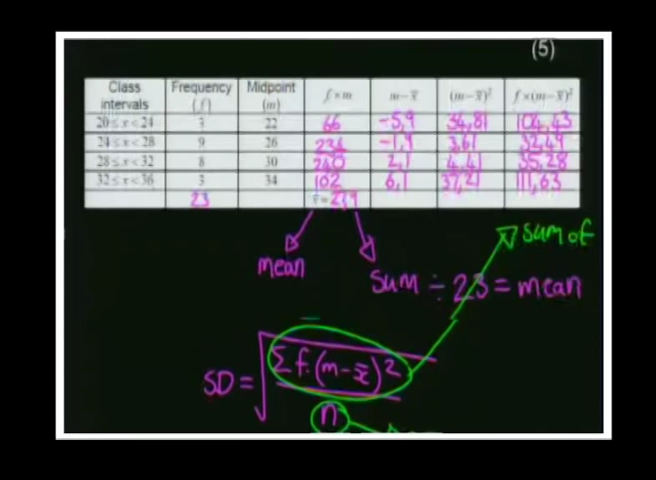 (5)
Class intervals Frequency (f) Midpoint (m) f×m m−x̄ (m−x̄)² f×(m−x̄)²
20≤x<24 3 22 66 -5,9 34,81 104,43
24≤x<28 9 26 234 -1,9 3,61 32,49
28≤x<32 8 30 240 2,1 4,41 35,28
32≤x<36 3 34 102 6,1 37,21 111,63
23 x̄=27,9
sum of
mean
sum ÷ 23 = mean
SD = √Σf.(m−x̄)²
n